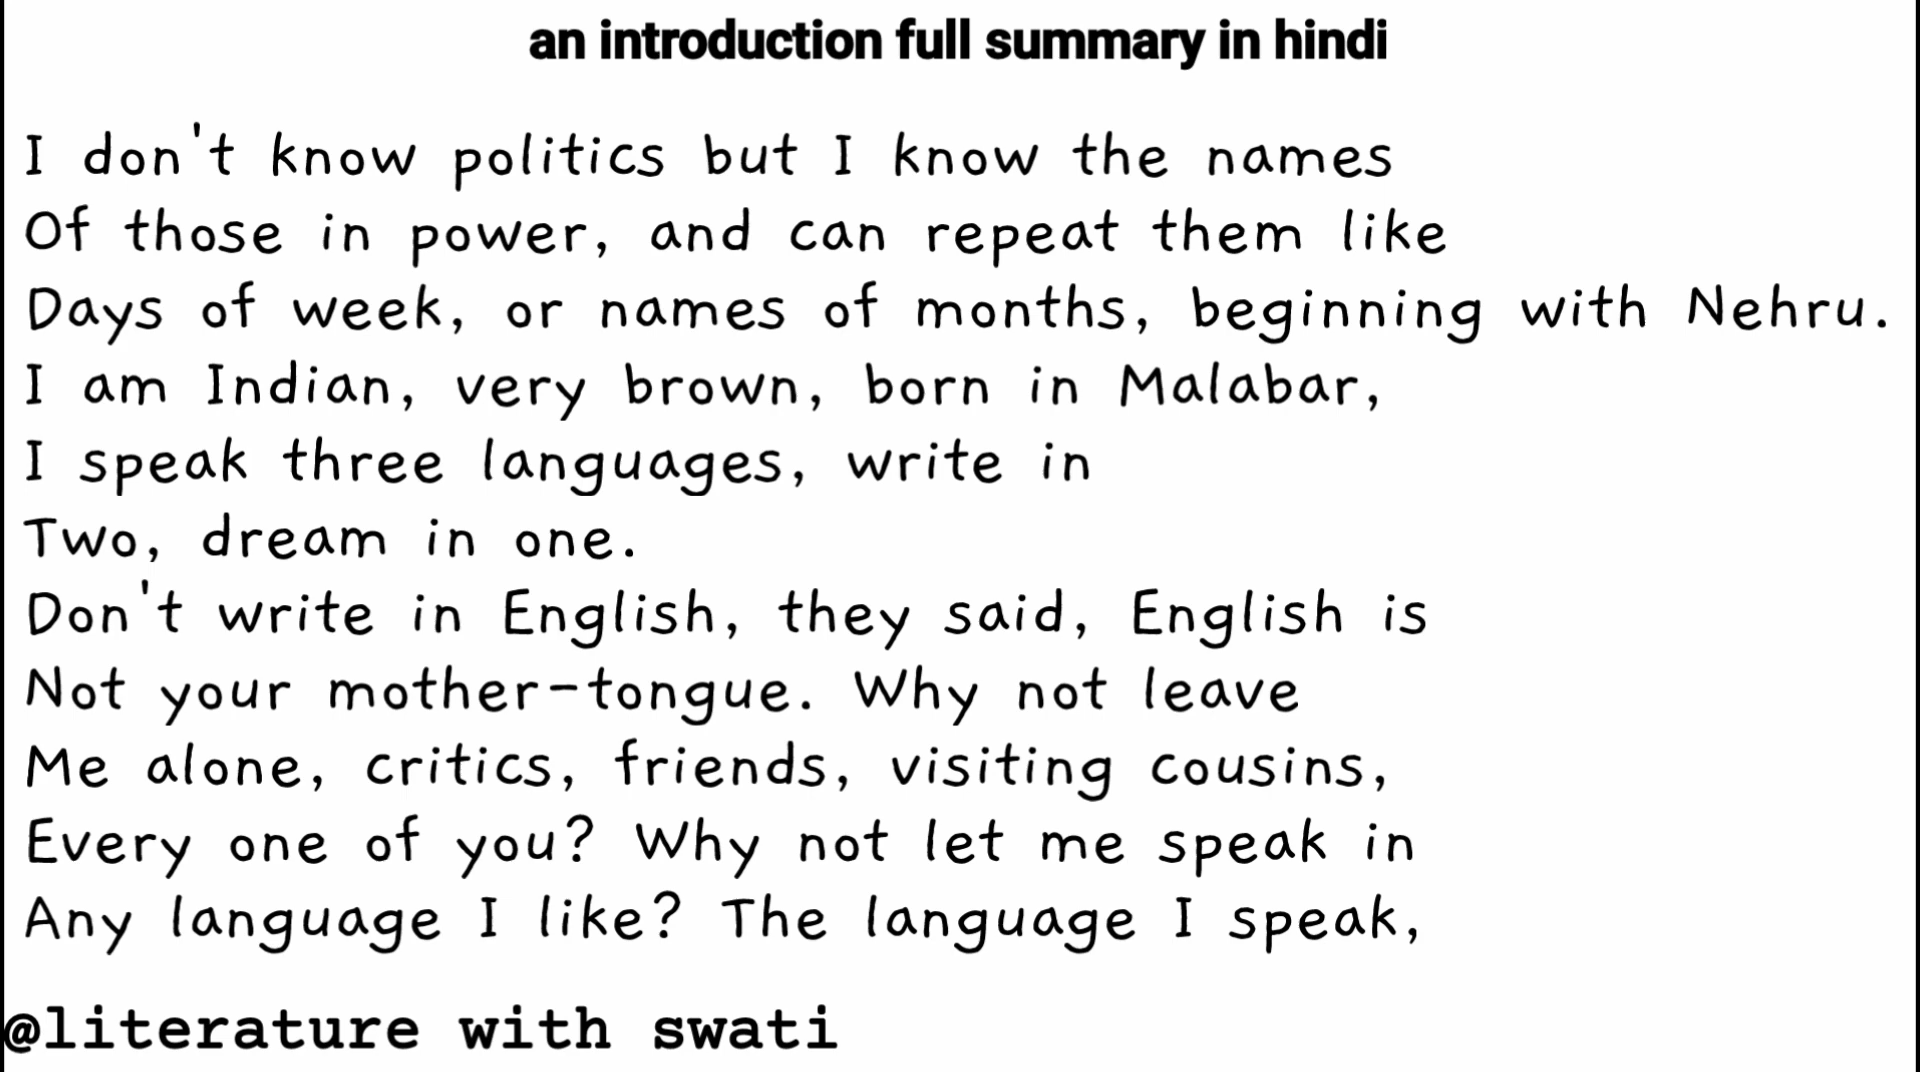 an introduction full summary in hindi
I don't know politics but I know the names
Of those in power, and can repeat them like
Days of week, or names of months, beginning with Nehru.
I am Indian, very brown, born in Malabar,
I speak three languages, write in
Two, dream in one.
Don't write in English, they said, English is
Not your mother-tongue. Why not leave
Me alone, critics, friends, visiting cousins,
Every one of you? Why not let me speak in
Any language I like? The language I speak,
@literature with swati